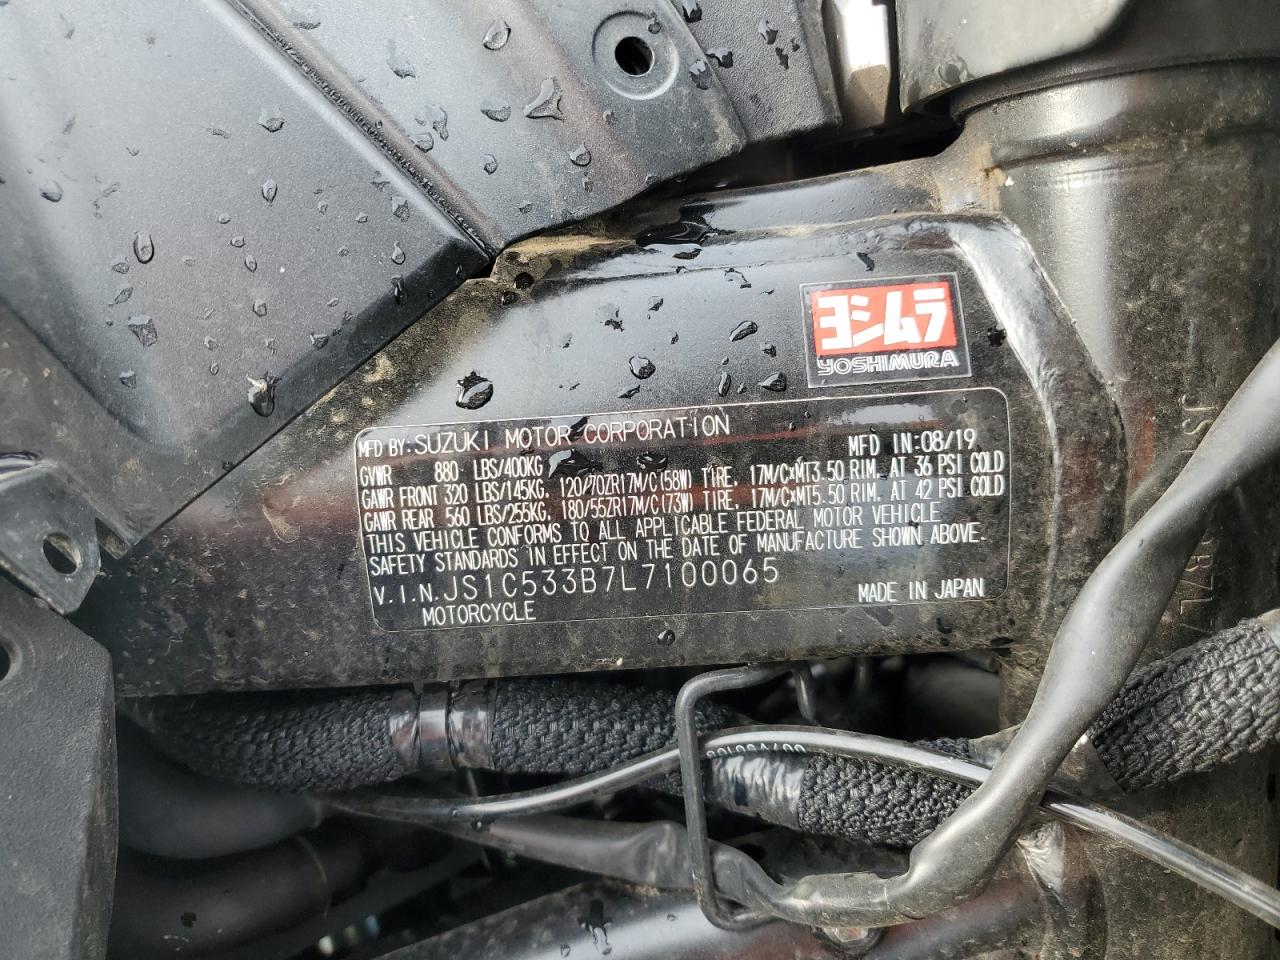 ヨシムラ
YOSHIMURA
MFD BY:SUZUKI MOTOR CORPORATION
MFD IN:08/19
GVWR 880 LBS/400KG
GAWR FRONT 320 LBS/145KG, 120/70ZR17M/C(58W) TIRE, 17M/C×MT3.50 RIM, AT 36 PSI COLD
GAWR REAR 560 LBS/255KG, 180/55ZR17M/C(73W) TIRE, 17M/C×MT5.50 RIM, AT 42 PSI COLD
THIS VEHICLE CONFORMS TO ALL APPLICABLE FEDERAL MOTOR VEHICLE
SAFETY STANDARDS IN EFFECT ON THE DATE OF MANUFACTURE SHOWN ABOVE.
V.I.N.JS1C533B7L7100065
MOTORCYCLE
MADE IN JAPAN